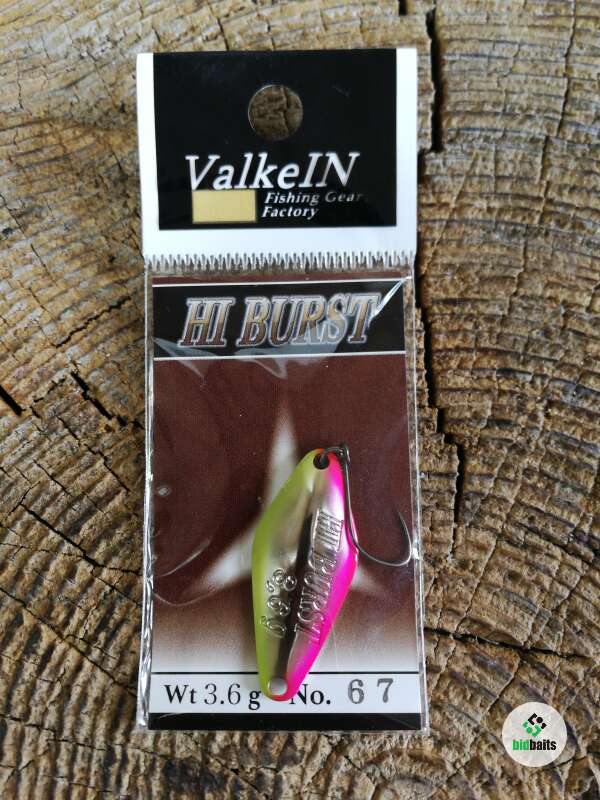 ValkeIN
Fishing Gear
Factory
HI BURST
HI BURST
3.6g
Wt 3.6 g No. 67
bidbaits